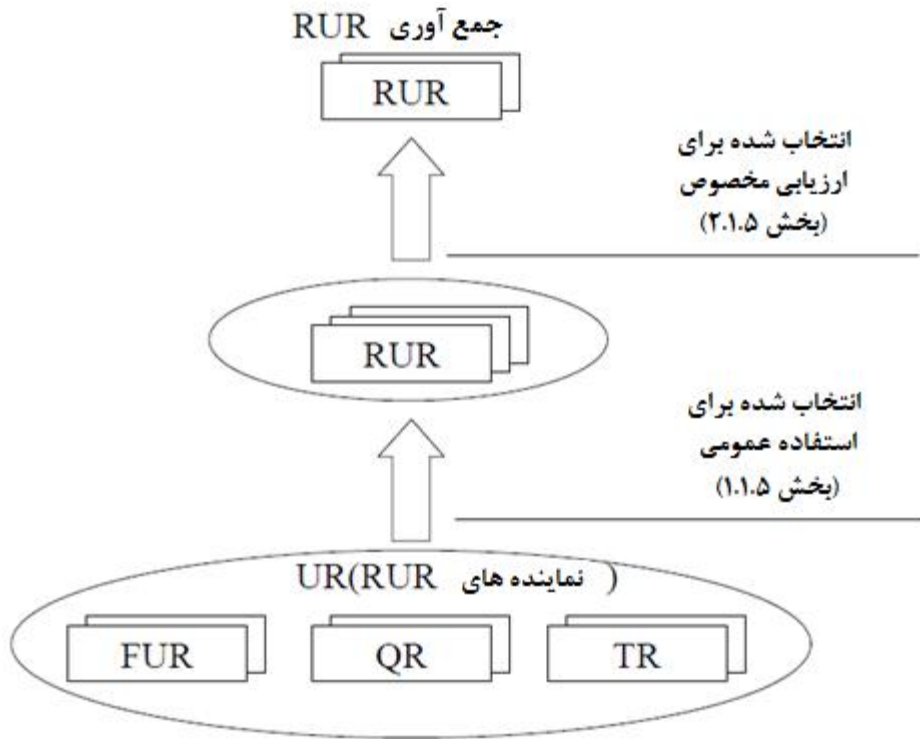 جمع آوری RUR
RUR
انتخاب شده برای
ارزیابی مخصوص
(بخش ۲.۱.۵)
RUR
انتخاب شده برای
استفاده عمومی
(بخش ۱.۱.۵)
UR(RUR نماینده های )
FUR
QR
TR